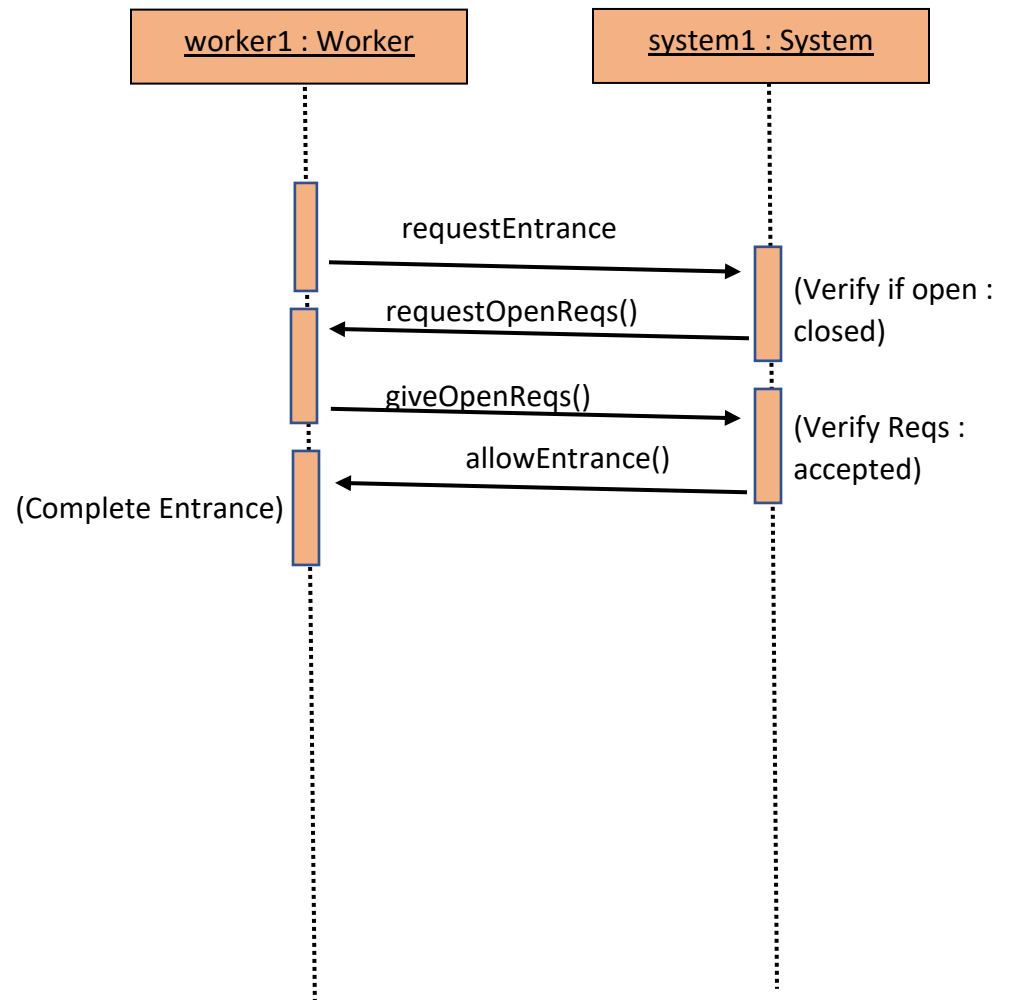 worker1 : Worker
system1 : System
requestEntrance
(Verify if open :
closed)
requestOpenReqs()
giveOpenReqs()
(Verify Reqs :
accepted)
allowEntrance()
(Complete Entrance)